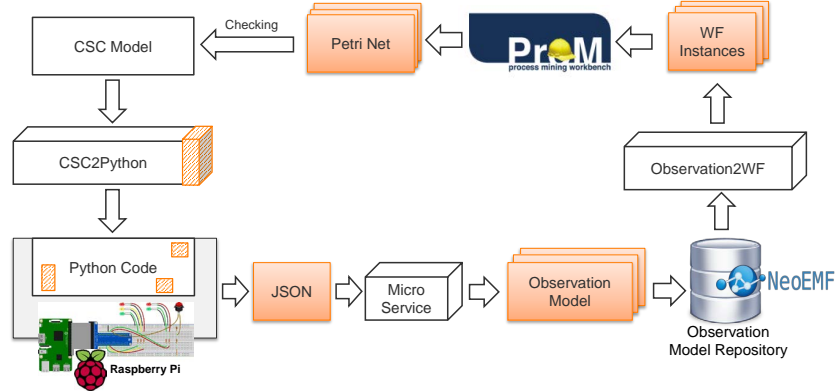 CSC Model
Checking
Petri Net
ProM
process mining workbench
WF
Instances
CSC2Python
Observation2WF
Python Code
JSON
Micro
Service
Observation
Model
NeoEMF
Observation
Model Repository
Raspberry Pi